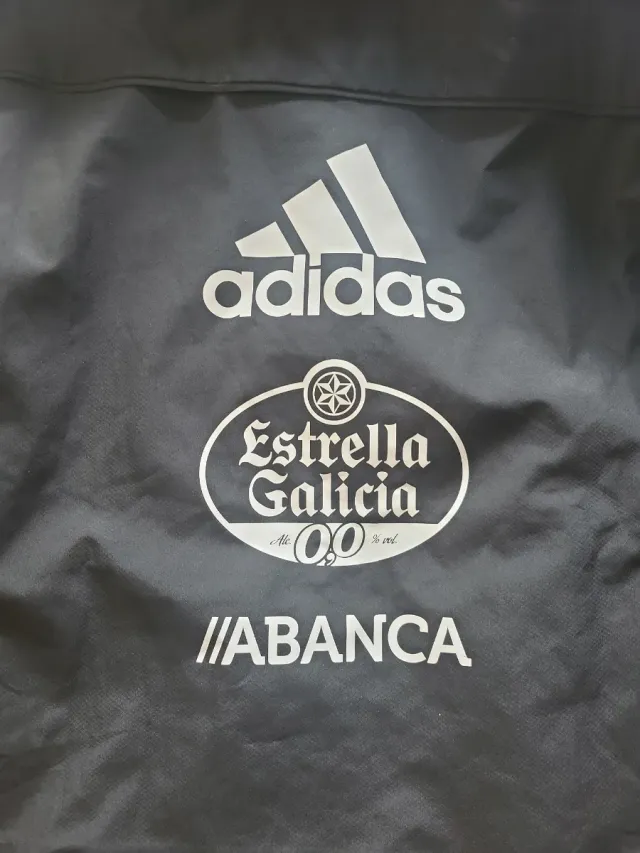 adidas
Estrella
Galicia
Alc. 0,0 % vol.
//ABANCA